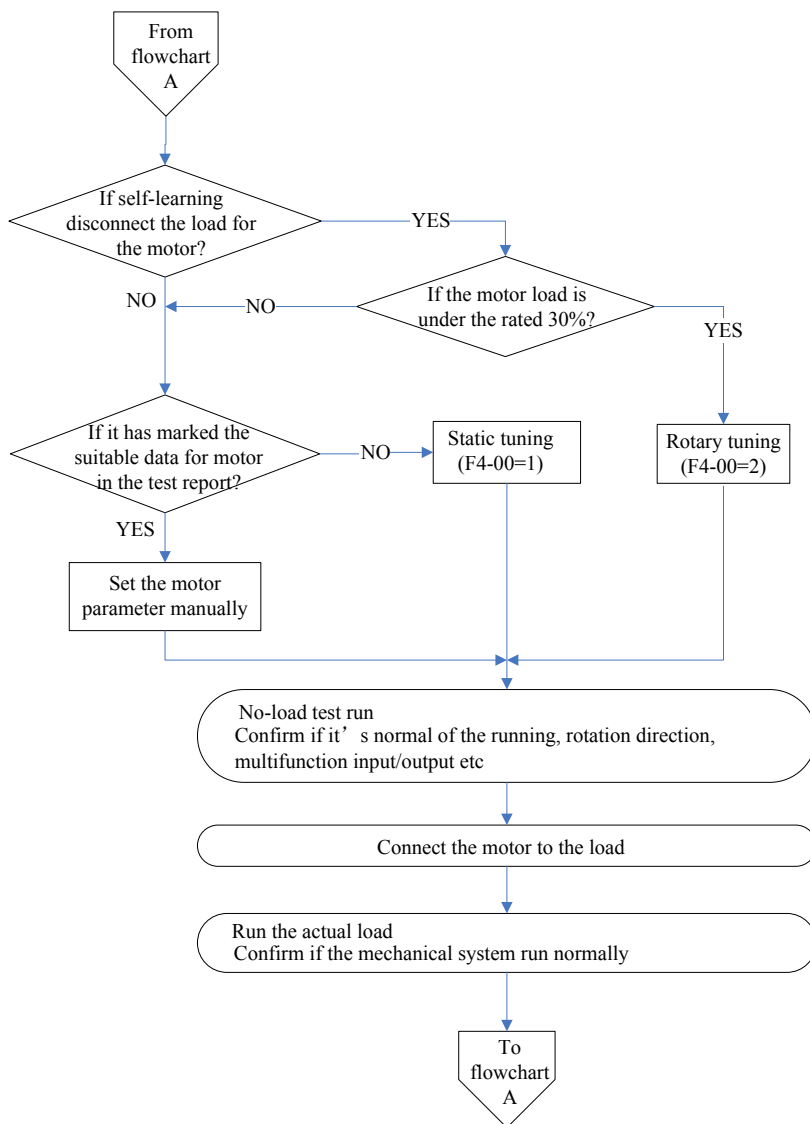 From
flowchart
A
If self-learning
disconnect the load for
the motor?
YES
NO
If the motor load is
under the rated 30%?
NO
YES
If it has marked the
suitable data for motor
in the test report?
NO
Static tuning
(F4-00=1)
Rotary tuning
(F4-00=2)
YES
Set the motor
parameter manually
No-load test run
Confirm if it’s normal of the running, rotation direction,
multifunction input/output etc
Connect the motor to the load
Run the actual load
Confirm if the mechanical system run normally
To
flowchart
A